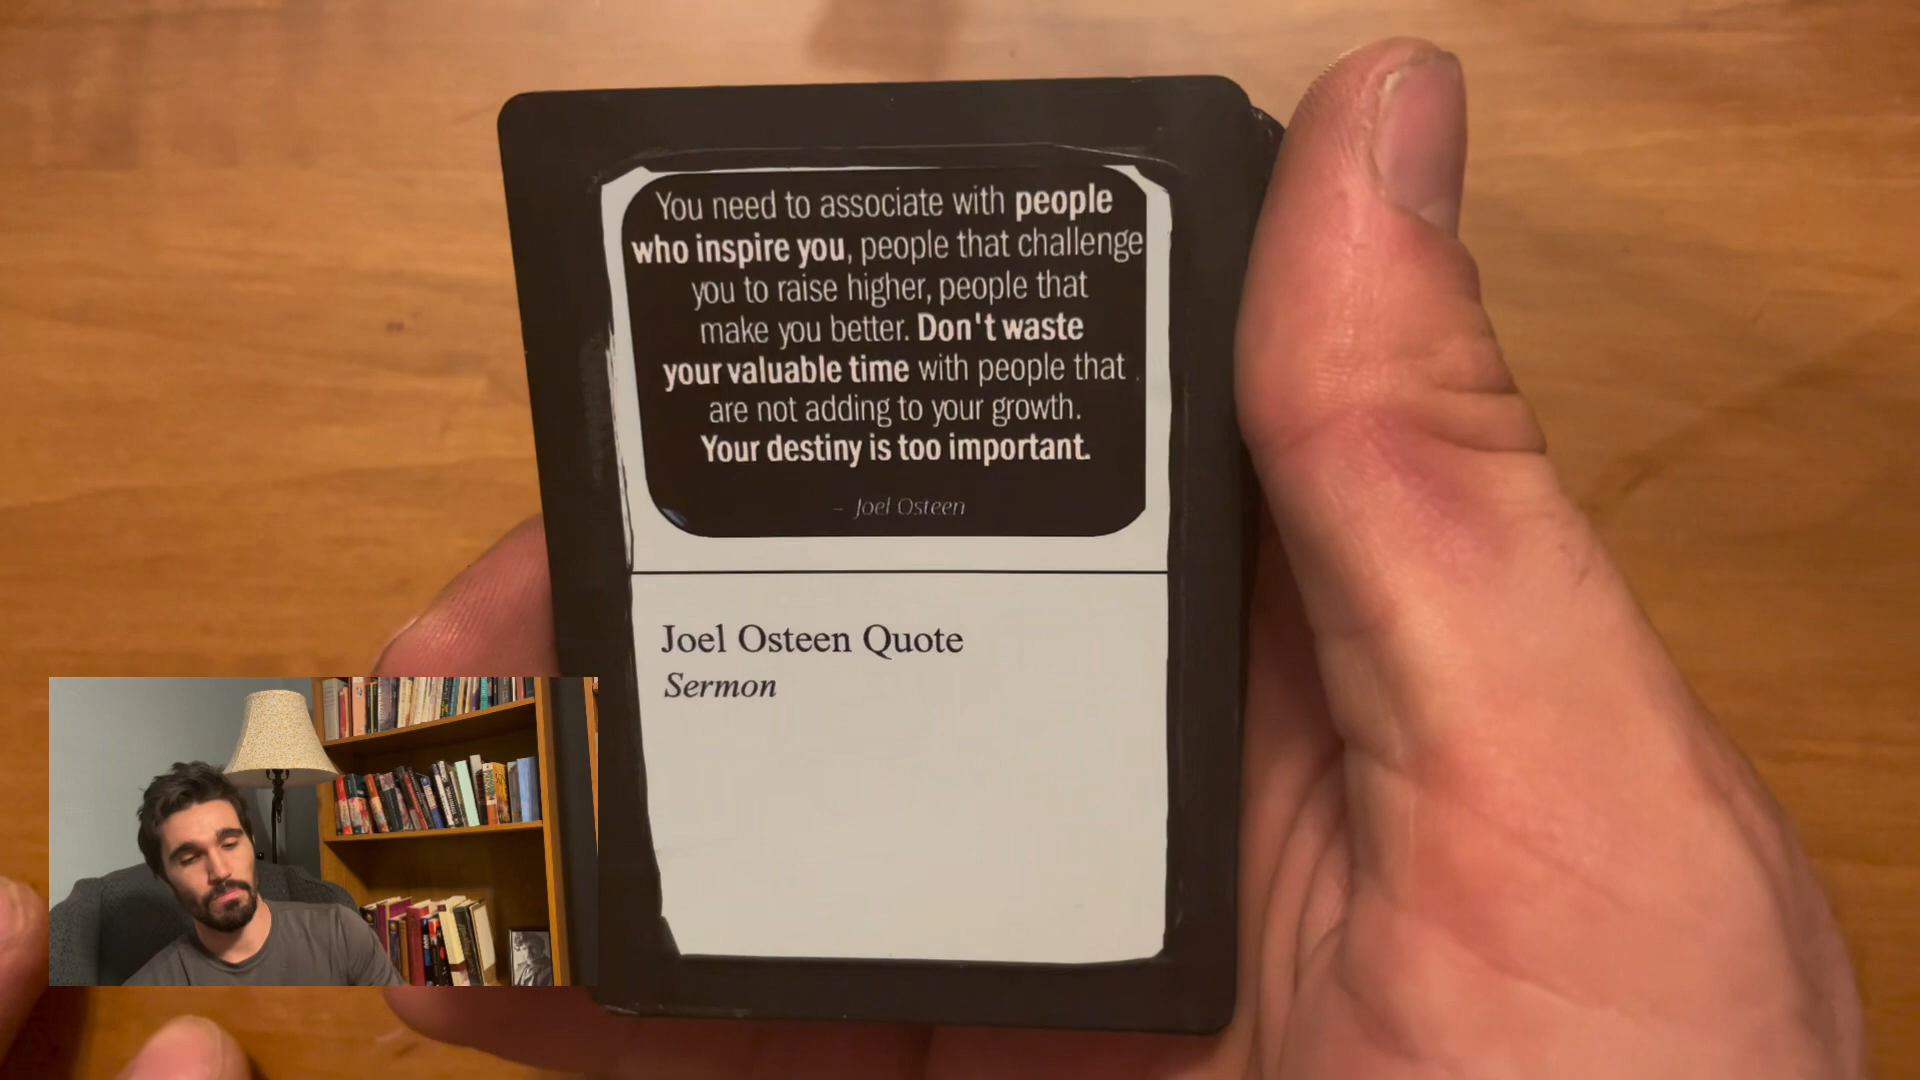 You need to associate with people
who inspire you, people that challenge
you to raise higher, people that
make you better. Don't waste
your valuable time with people that
are not adding to your growth.
Your destiny is too important.
– Joel Osteen
Joel Osteen Quote
Sermon